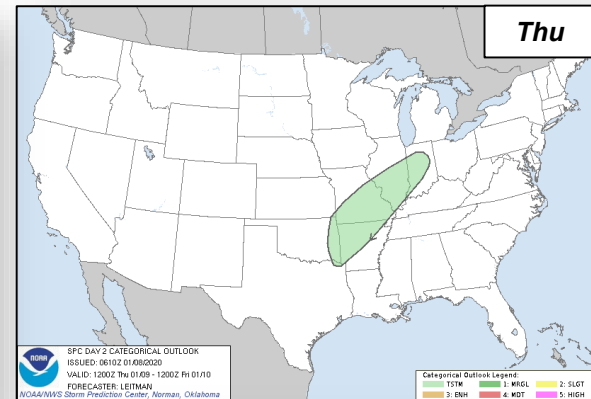 Thu
SPC DAY 2 CATEGORICAL OUTLOOK
ISSUED: 0610Z 01/08/2020
VALID: 1200Z Thu 01/09 - 1200Z Fri 01/10
FORECASTER: LEITMAN
NOAA/NWS Storm Prediction Center, Norman, Oklahoma
NOAA
Categorical Outlook Legend:
TSTM 1: MRGL 2: SLGT
3: ENH 4: MDT 5: HIGH